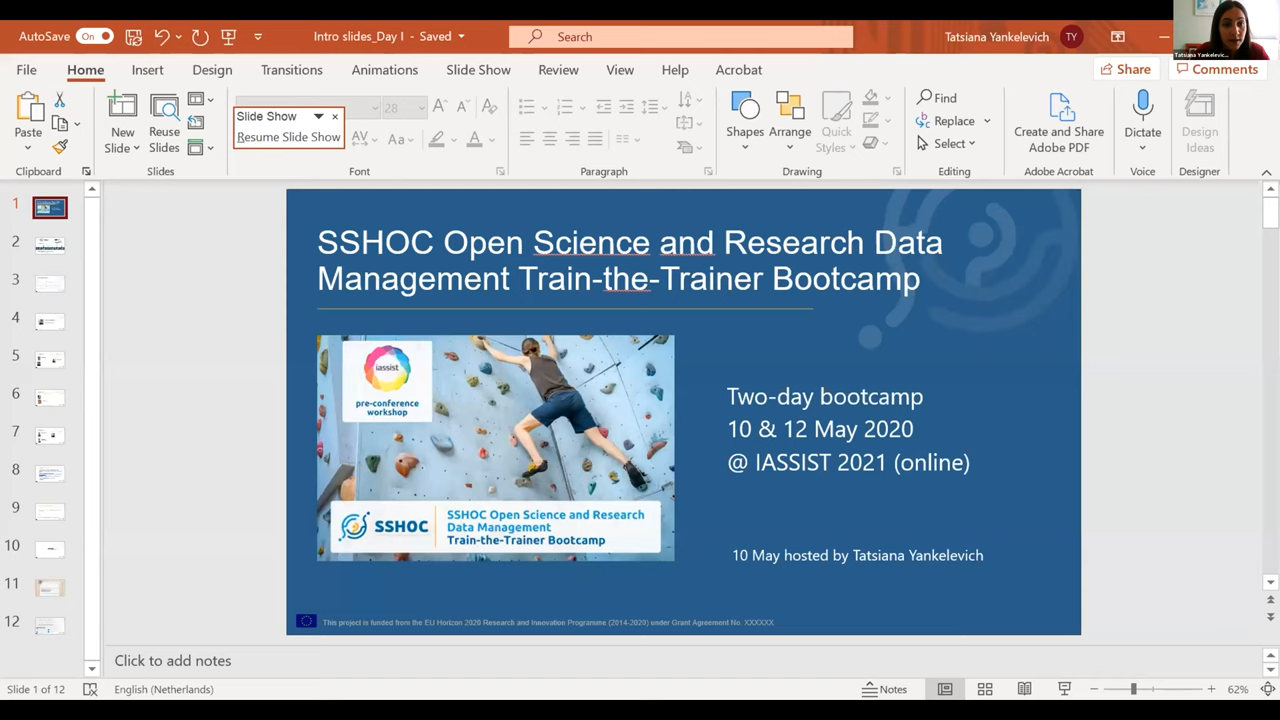 AutoSave On
Intro slides_Day I - Saved
Search
Tatsiana Yankelevich
TY
File
Home
Insert
Design
Transitions
Animations
Slide Show
Review
View
Help
Acrobat
Share
Comments
Paste
New
Slide
Reuse
Slides
Slide Show
Resume Slide Show
28
Aa
Shapes
Arrange
Quick
Styles
Find
Replace
Select
Create and Share
Adobe PDF
Dictate
Design
Ideas
Clipboard
Slides
Font
Paragraph
Drawing
Editing
Adobe Acrobat
Voice
Designer
1
2
3
4
5
6
7
8
9
10
11
12
SSHOC Open Science and Research Data
Management Train-the-Trainer Bootcamp
iassist
pre-conference
workshop
SSHOC
SSHOC Open Science and Research
Data Management
Train-the-Trainer Bootcamp
Two-day bootcamp
10 & 12 May 2020
@ IASSIST 2021 (online)
10 May hosted by Tatsiana Yankelevich
This project is funded from the EU Horizon 2020 Research and Innovation Programme (2014-2020) under Grant Agreement No. XXXXXX
Click to add notes
Slide 1 of 12
English (Netherlands)
Notes
62%